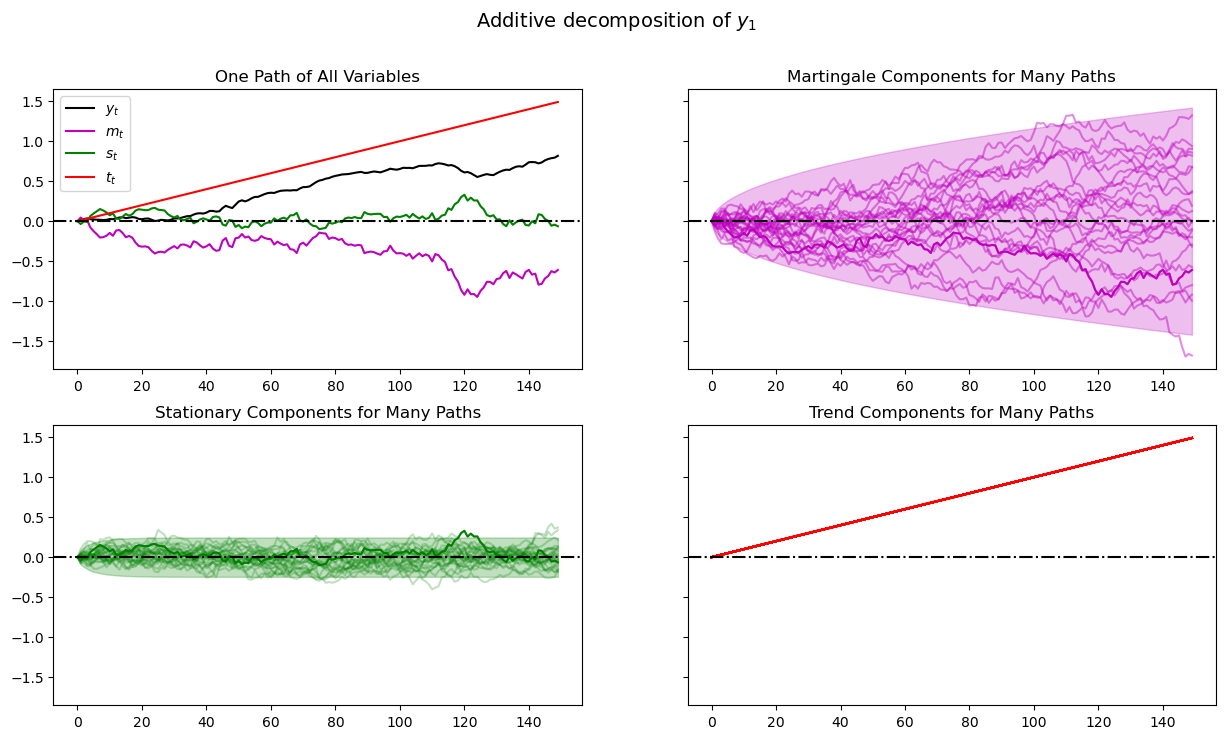 Additive decomposition of y₁
One Path of All Variables
1.5
1.0
0.5
0.0
−0.5
−1.0
−1.5
yₜ
mₜ
sₜ
tₜ
0 20 40 60 80 100 120 140
Martingale Components for Many Paths
0 20 40 60 80 100 120 140
Stationary Components for Many Paths
1.5
1.0
0.5
0.0
−0.5
−1.0
−1.5
0 20 40 60 80 100 120 140
Trend Components for Many Paths
0 20 40 60 80 100 120 140